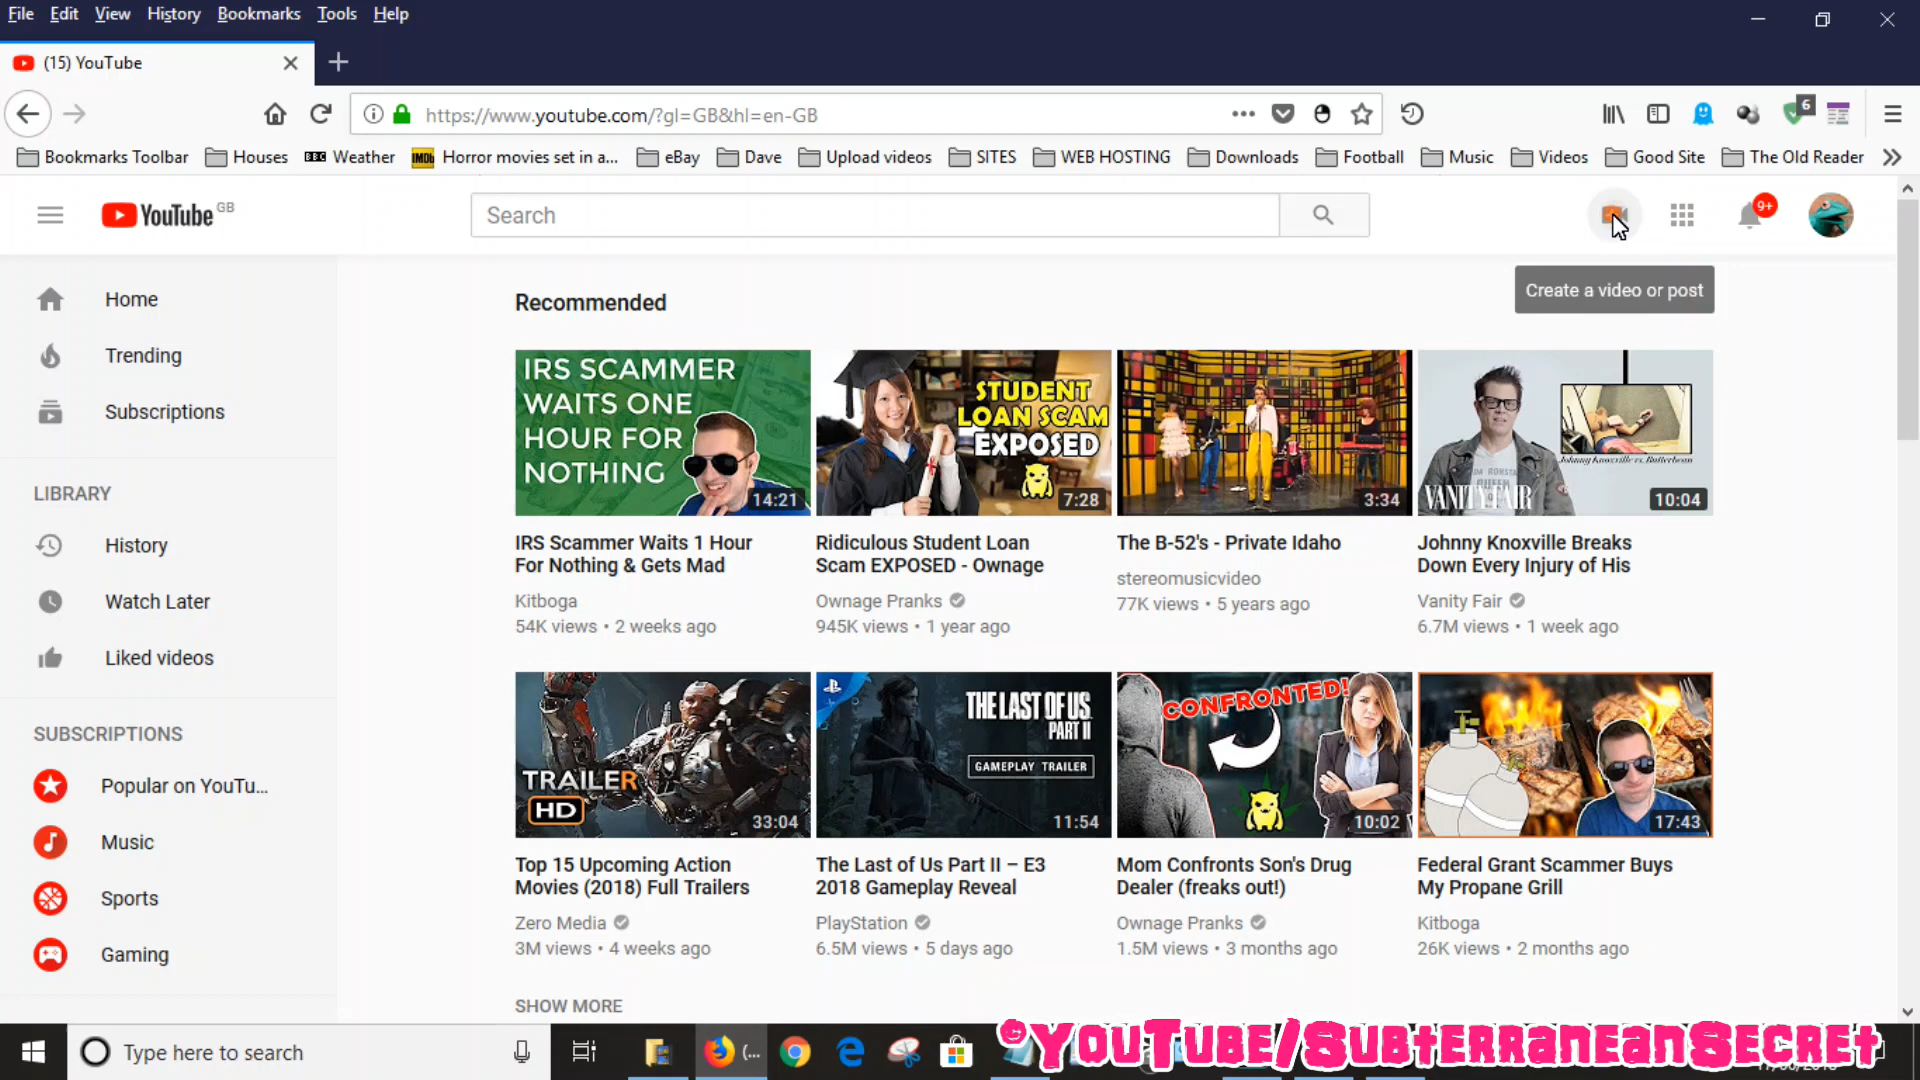 File Edit View History Bookmarks Tools Help
(15) YouTube
https://www.youtube.com/?gl=GB&hl=en-GB
6
Bookmarks Toolbar Houses BBC Weather IMDb Horror movies set in a... eBay Dave Upload videos SITES WEB HOSTING Downloads Football Music Videos Good Site The Old Reader
YouTube GB
Search
9+
Create a video or post
Home
Trending
Subscriptions
LIBRARY
History
Watch Later
Liked videos
SUBSCRIPTIONS
Popular on YouTu...
Music
Sports
Gaming
Recommended
IRS SCAMMER
WAITS ONE
HOUR FOR
NOTHING
14:21
IRS Scammer Waits 1 Hour
For Nothing & Gets Mad
Kitboga
54K views • 2 weeks ago
STUDENT
LOAN SCAM
EXPOSED
7:28
Ridiculous Student Loan
Scam EXPOSED - Ownage
Ownage Pranks
945K views • 1 year ago
3:34
The B-52's - Private Idaho
stereomusicvideo
77K views • 5 years ago
Johnny Knoxville vs. Butterbean
VANITY FAIR
10:04
Johnny Knoxville Breaks
Down Every Injury of His
Vanity Fair
6.7M views • 1 week ago
TRAILER
HD
33:04
Top 15 Upcoming Action
Movies (2018) Full Trailers
Zero Media
3M views • 4 weeks ago
THE LAST OF US
PART II
GAMEPLAY TRAILER
11:54
The Last of Us Part II – E3
2018 Gameplay Reveal
PlayStation
6.5M views • 5 days ago
CONFRONTED!
10:02
Mom Confronts Son's Drug
Dealer (freaks out!)
Ownage Pranks
1.5M views • 3 months ago
17:43
Federal Grant Scammer Buys
My Propane Grill
Kitboga
26K views • 2 months ago
SHOW MORE
Type here to search
(...
©YouTube/SubterraneanSecret